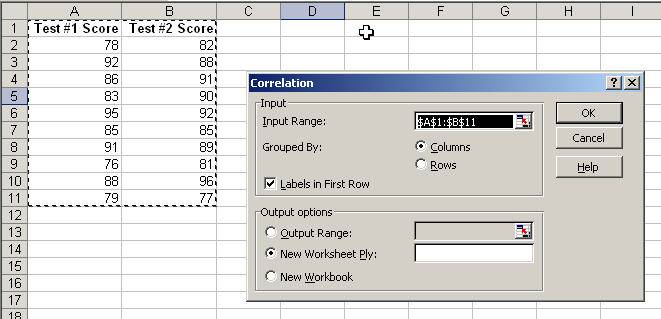 A B C D E F G H I
1 Test #1 Score Test #2 Score
2 78 82
3 92 88
4 86 91
5 83 90
6 95 92
7 85 85
8 91 89
9 76 81
10 88 96
11 79 77
12
13
14
15
16
17
18
Correlation ? ×
Input
Input Range: $A$1:$B$11 OK
Grouped By: Columns Cancel
Rows Help
Labels in First Row
Output options
Output Range:
New Worksheet Ply:
New Workbook